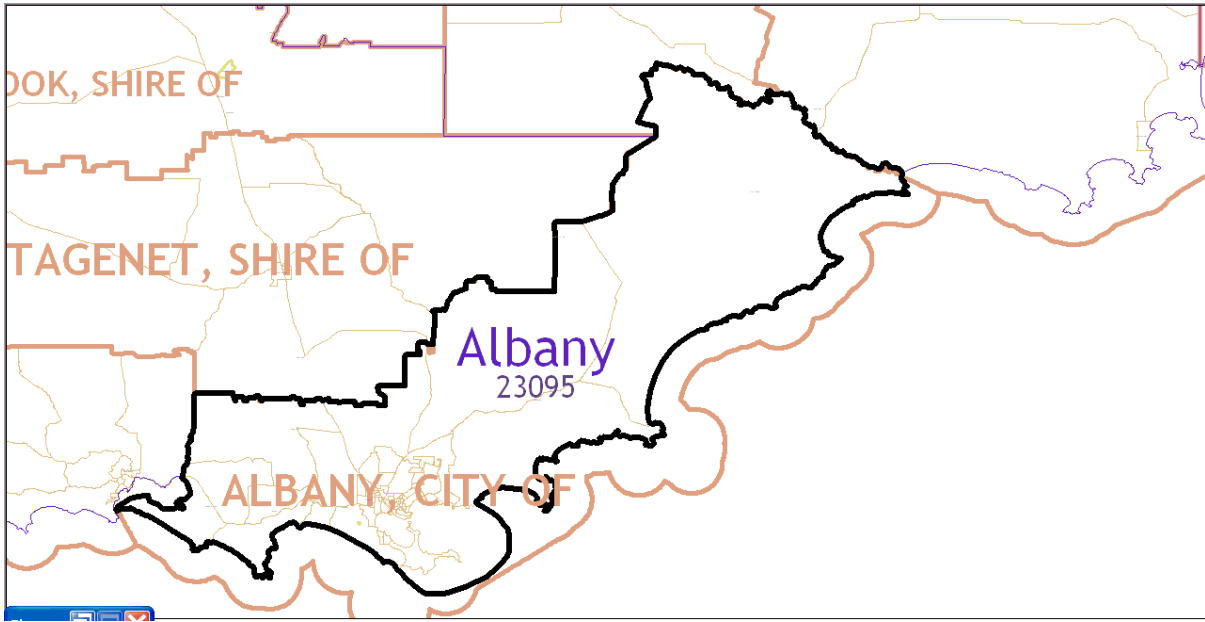 OOK, SHIRE OF
TAGENET, SHIRE OF
Albany
23095
ALBANY, CITY OF